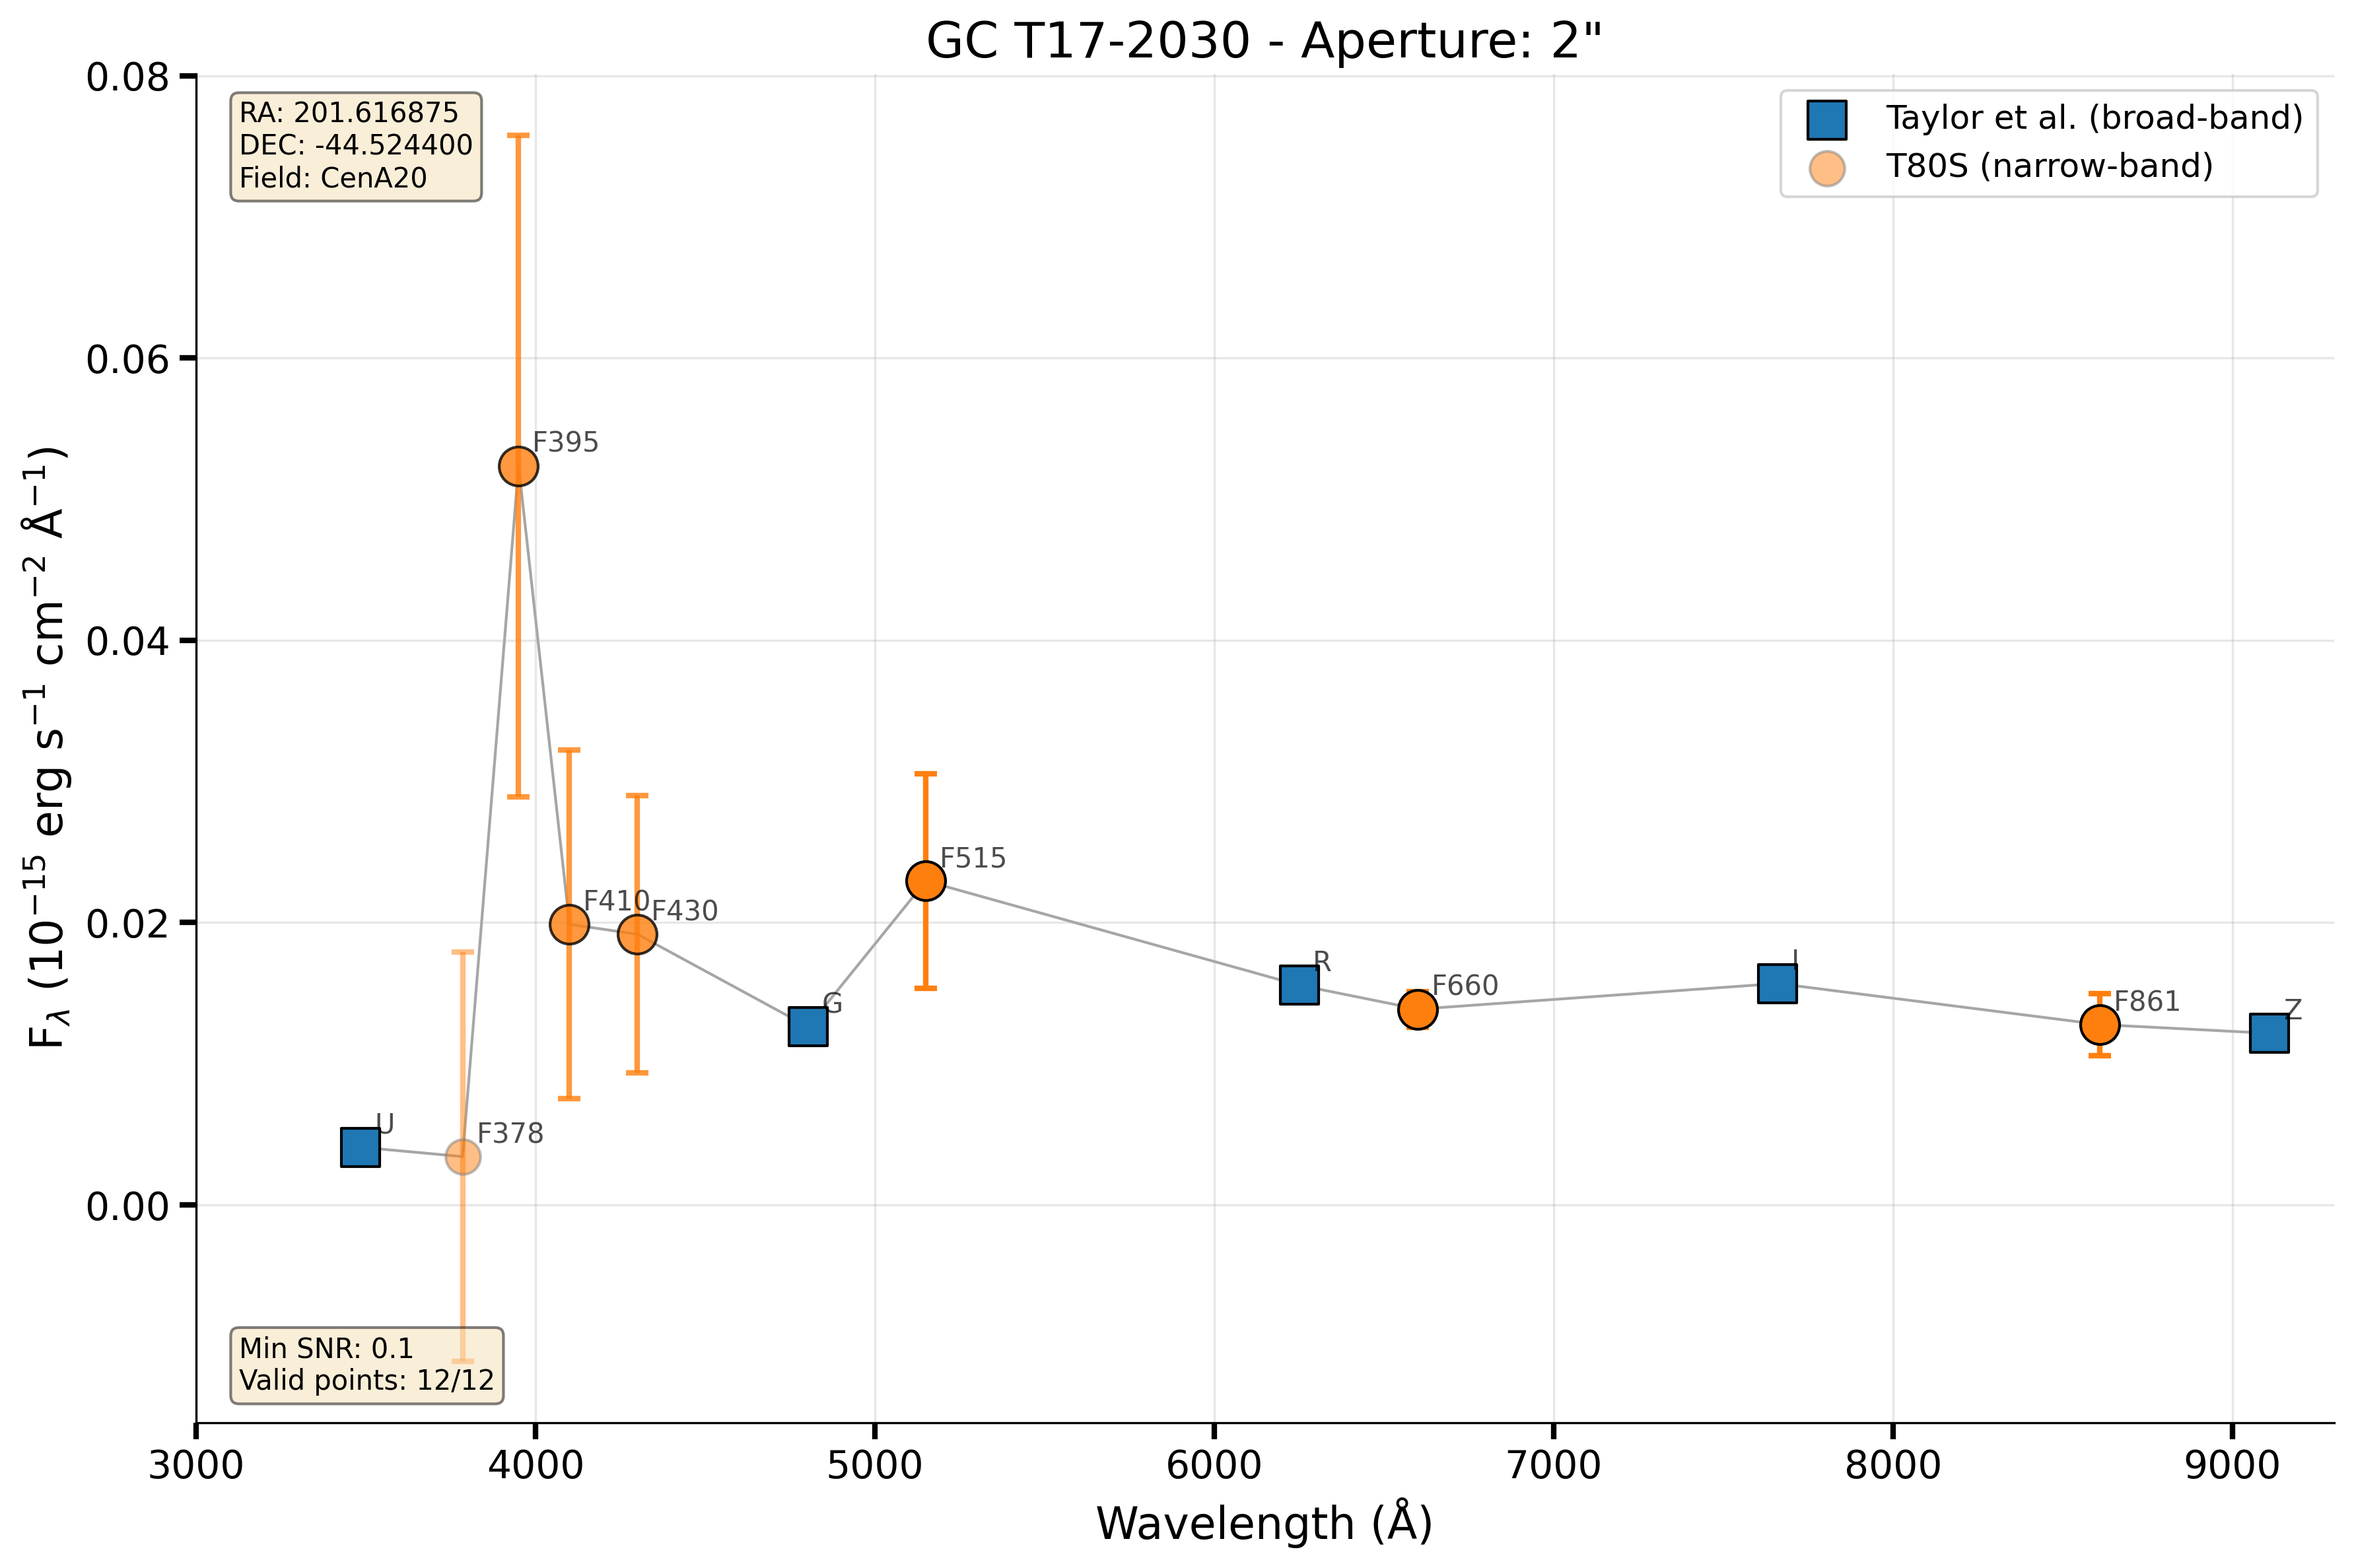 GC T17-2030 - Aperture: 2"
RA: 201.616875
DEC: -44.524400
Field: CenA20
Taylor et al. (broad-band)
T80S (narrow-band)
0.08
0.06
0.04
0.02
0.00
F395
F410
F430
F515
G
R
F660
I
F861
Z
U
F378
Min SNR: 0.1
Valid points: 12/12
3000 4000 5000 6000 7000 8000 9000
Wavelength (Å)
Fλ (10⁻¹⁵ erg s⁻¹ cm⁻² Å⁻¹)